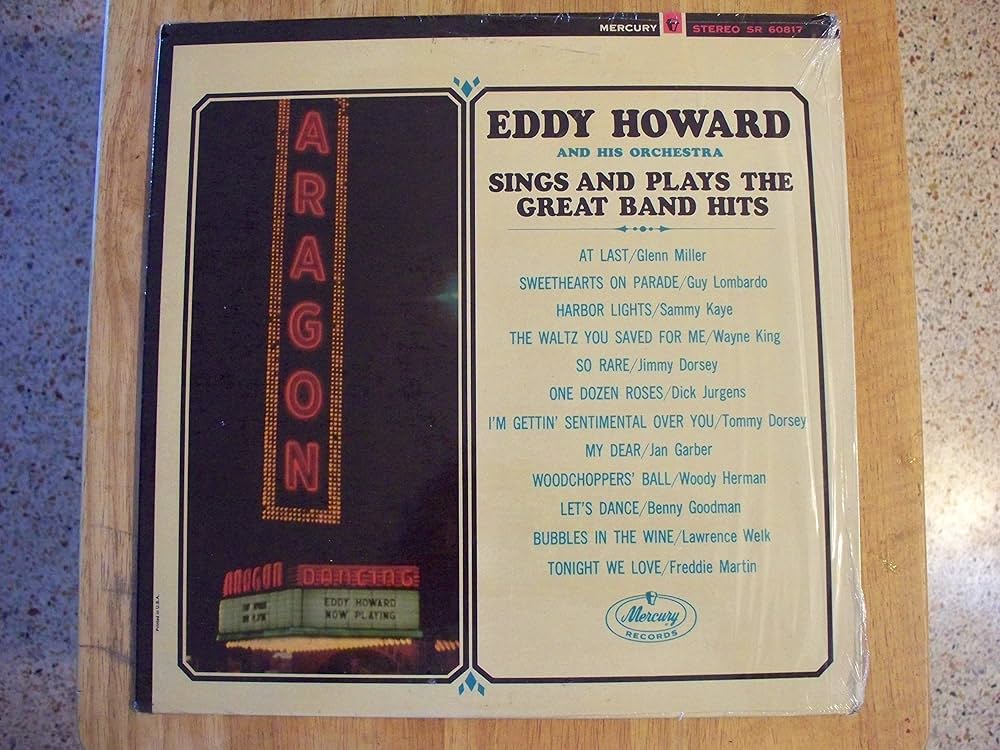 MERCURY STEREO SR 60817
ARAGON
ARAGON DANCING
EDDY HOWARD
NOW PLAYING
Printed in U.S.A.
EDDY HOWARD
AND HIS ORCHESTRA
SINGS AND PLAYS THE
GREAT BAND HITS
AT LAST/Glenn Miller
SWEETHEARTS ON PARADE/Guy Lombardo
HARBOR LIGHTS/Sammy Kaye
THE WALTZ YOU SAVED FOR ME/Wayne King
SO RARE/Jimmy Dorsey
ONE DOZEN ROSES/Dick Jurgens
I'M GETTIN' SENTIMENTAL OVER YOU/Tommy Dorsey
MY DEAR/Jan Garber
WOODCHOPPERS' BALL/Woody Herman
LET'S DANCE/Benny Goodman
BUBBLES IN THE WINE/Lawrence Welk
TONIGHT WE LOVE/Freddie Martin
Mercury
RECORDS